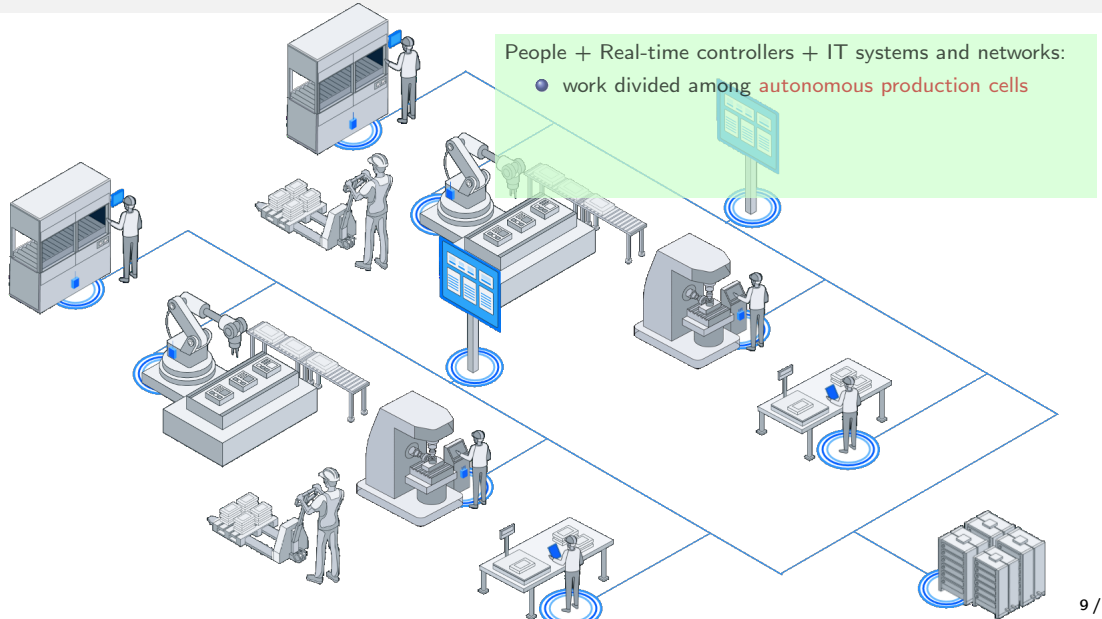 People + Real-time controllers + IT systems and networks:
work divided among autonomous production cells
9 /